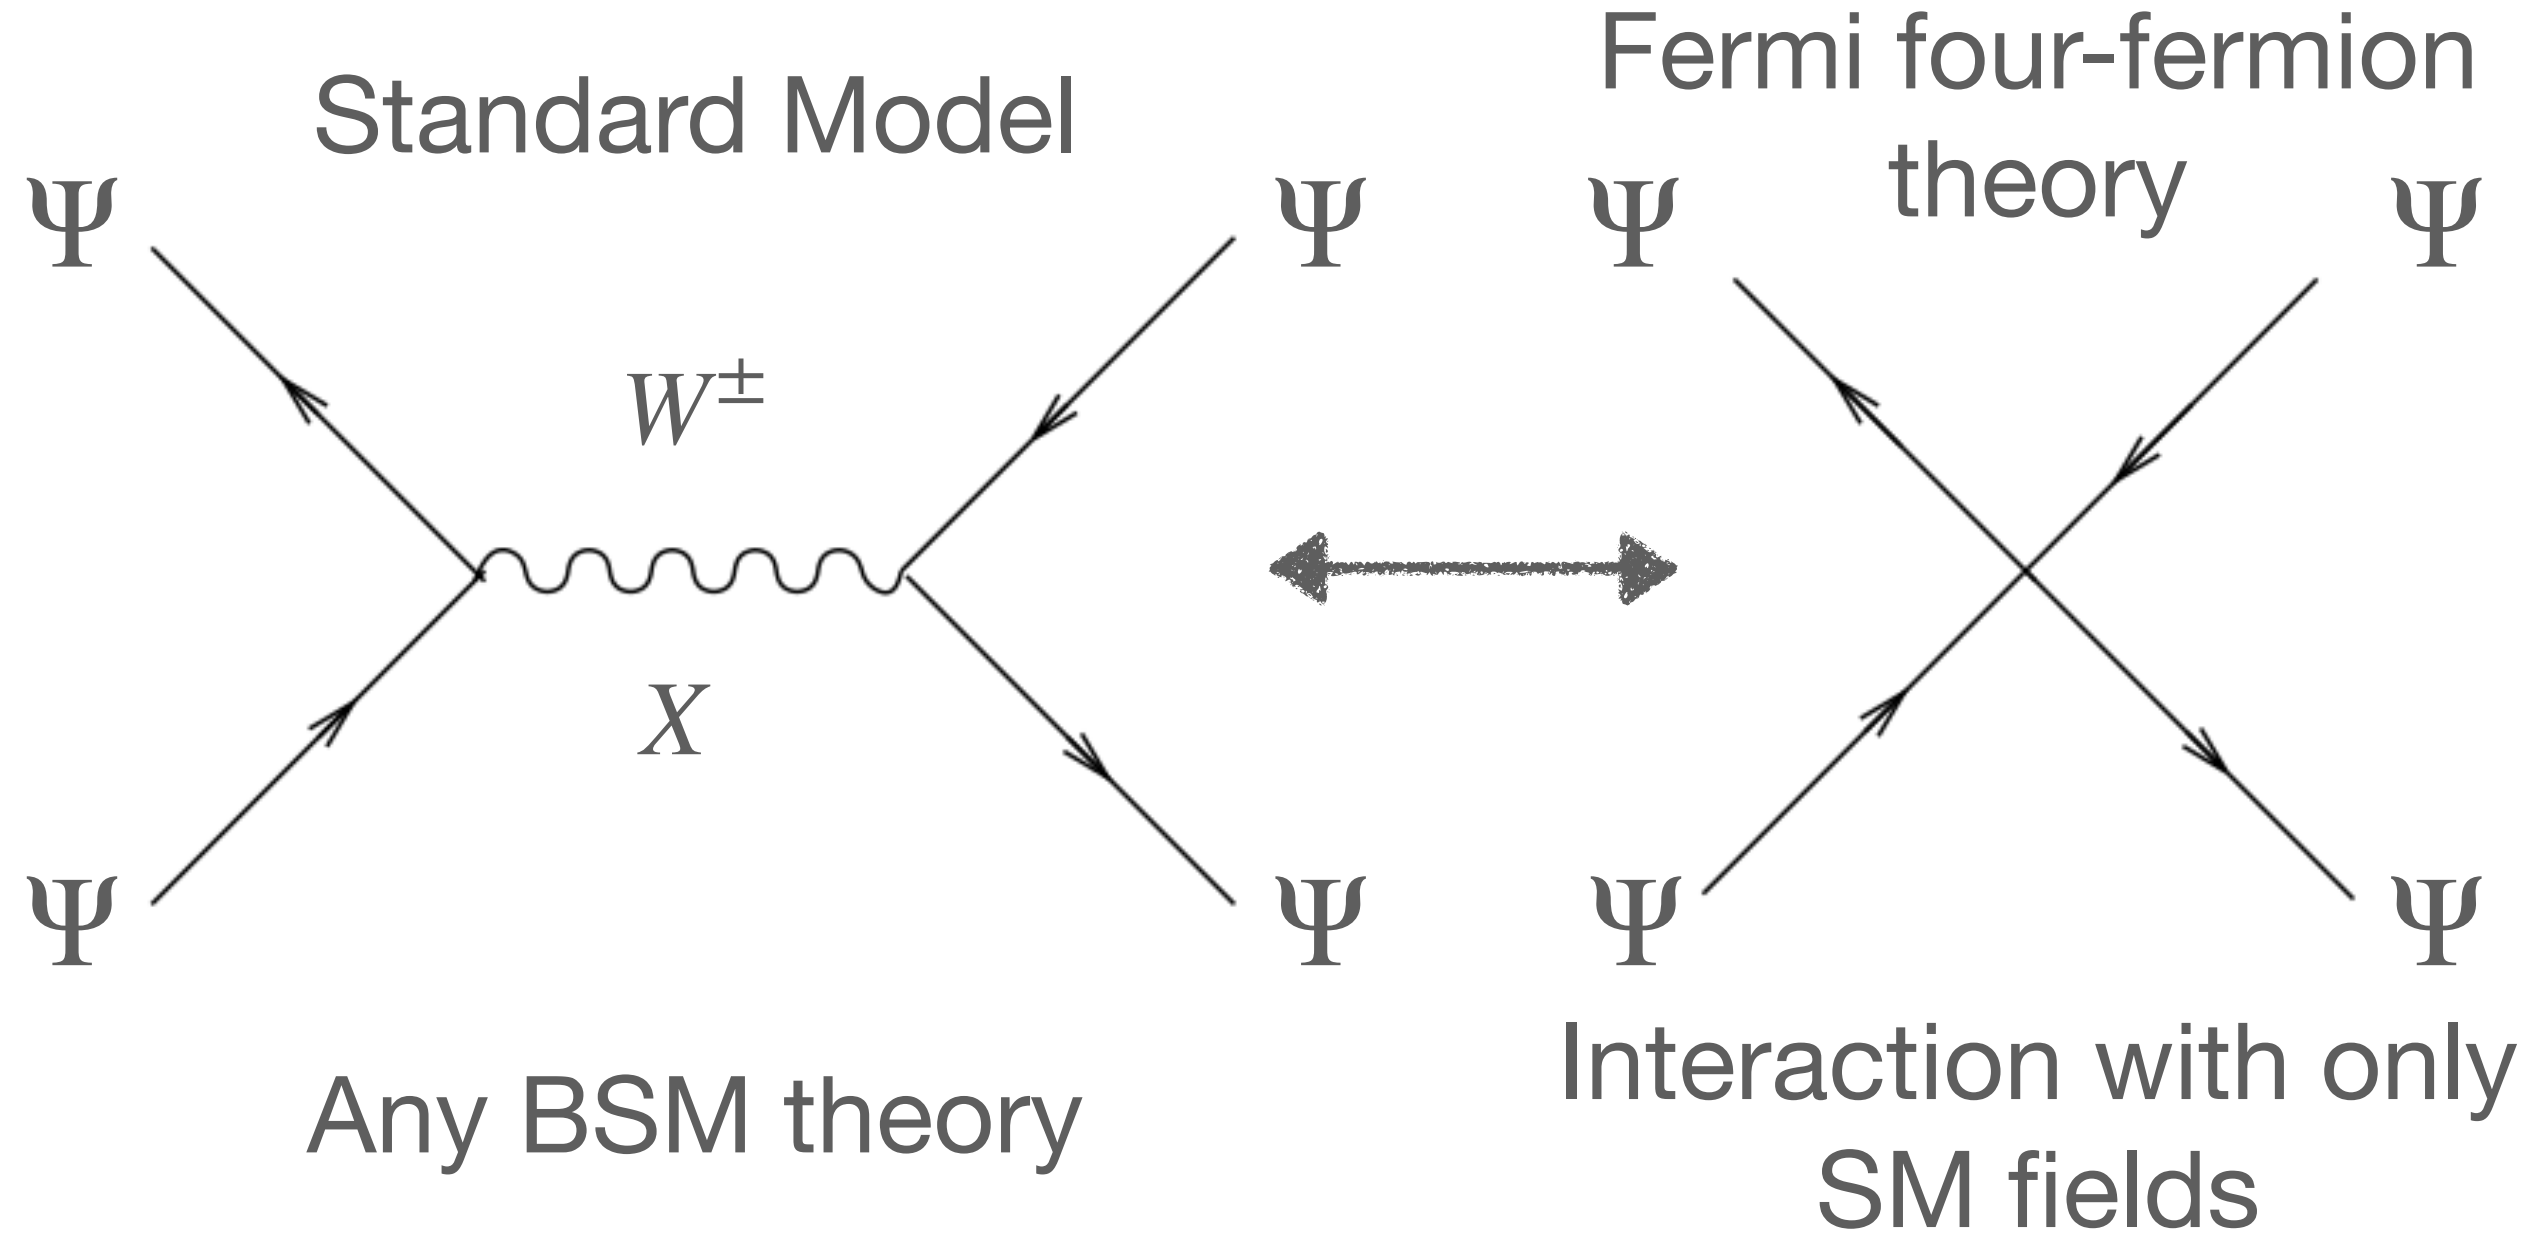 Standard Model
Fermi four-fermion
theory
Ψ
Ψ
Ψ
Ψ
W±
X
Ψ
Ψ
Ψ
Ψ
Any BSM theory
Interaction with only
SM fields